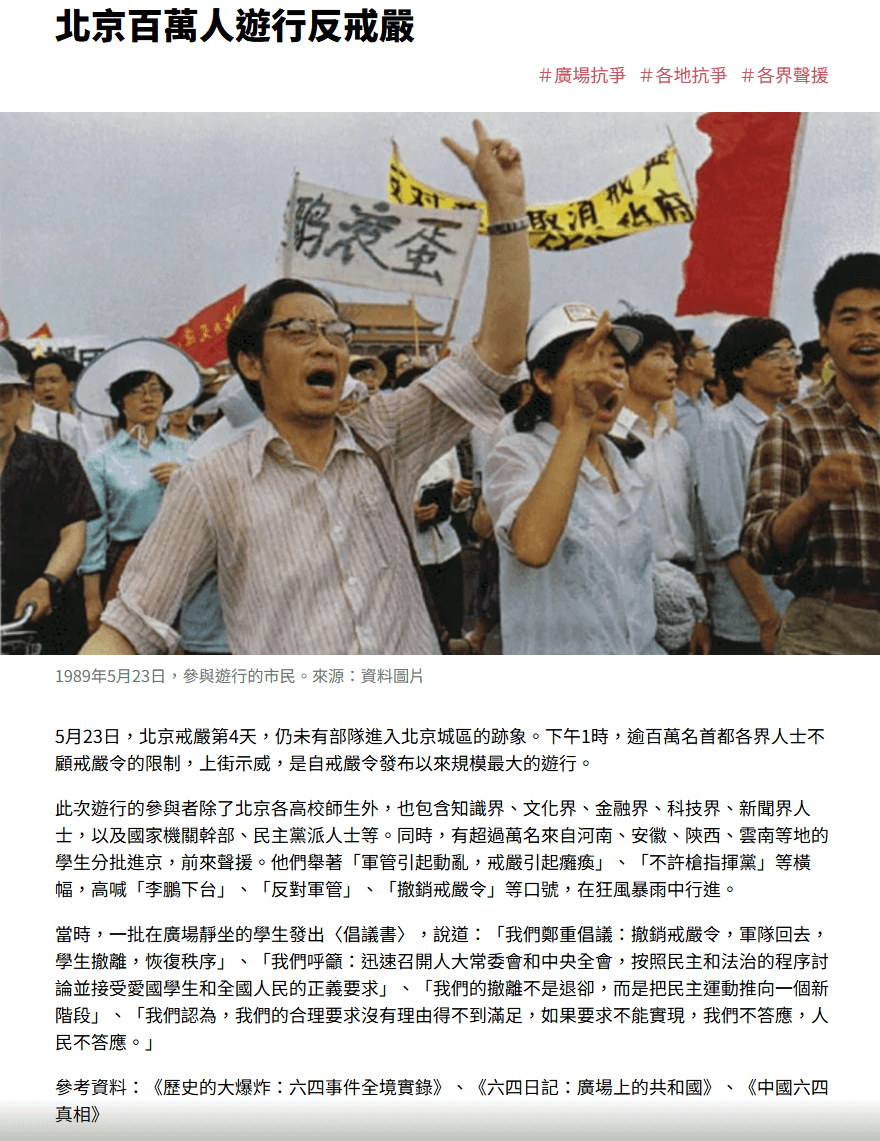 北京百萬人遊行反戒嚴
＃廣場抗爭 ＃各地抗爭 ＃各界聲援
反对 取消戒严
政府
鹏滚蛋
1989年5月23日，參與遊行的市民。來源：資料圖片
5月23日，北京戒嚴第4天，仍未有部隊進入北京城區的跡象。下午1時，逾百萬名首都各界人士不
顧戒嚴令的限制，上街示威，是自戒嚴令發布以來規模最大的遊行。
此次遊行的參與者除了北京各高校師生外，也包含知識界、文化界、金融界、科技界、新聞界人
士，以及國家機關幹部、民主黨派人士等。同時，有超過萬名來自河南、安徽、陝西、雲南等地的
學生分批進京，前來聲援。他們舉著「軍管引起動亂，戒嚴引起癱瘓」、「不許槍指揮黨」等橫
幅，高喊「李鵬下台」、「反對軍管」、「撤銷戒嚴令」等口號，在狂風暴雨中行進。
當時，一批在廣場靜坐的學生發出〈倡議書〉，說道：「我們鄭重倡議：撤銷戒嚴令，軍隊回去，
學生撤離，恢復秩序」、「我們呼籲：迅速召開人大常委會和中央全會，按照民主和法治的程序討
論並接受愛國學生和全國人民的正義要求」、「我們的撤離不是退卻，而是把民主運動推向一個新
階段」、「我們認為，我們的合理要求沒有理由得不到滿足，如果要求不能實現，我們不答應，人
民不答應。」
參考資料：《歷史的大爆炸：六四事件全境實錄》、《六四日記：廣場上的共和國》、《中國六四
真相》